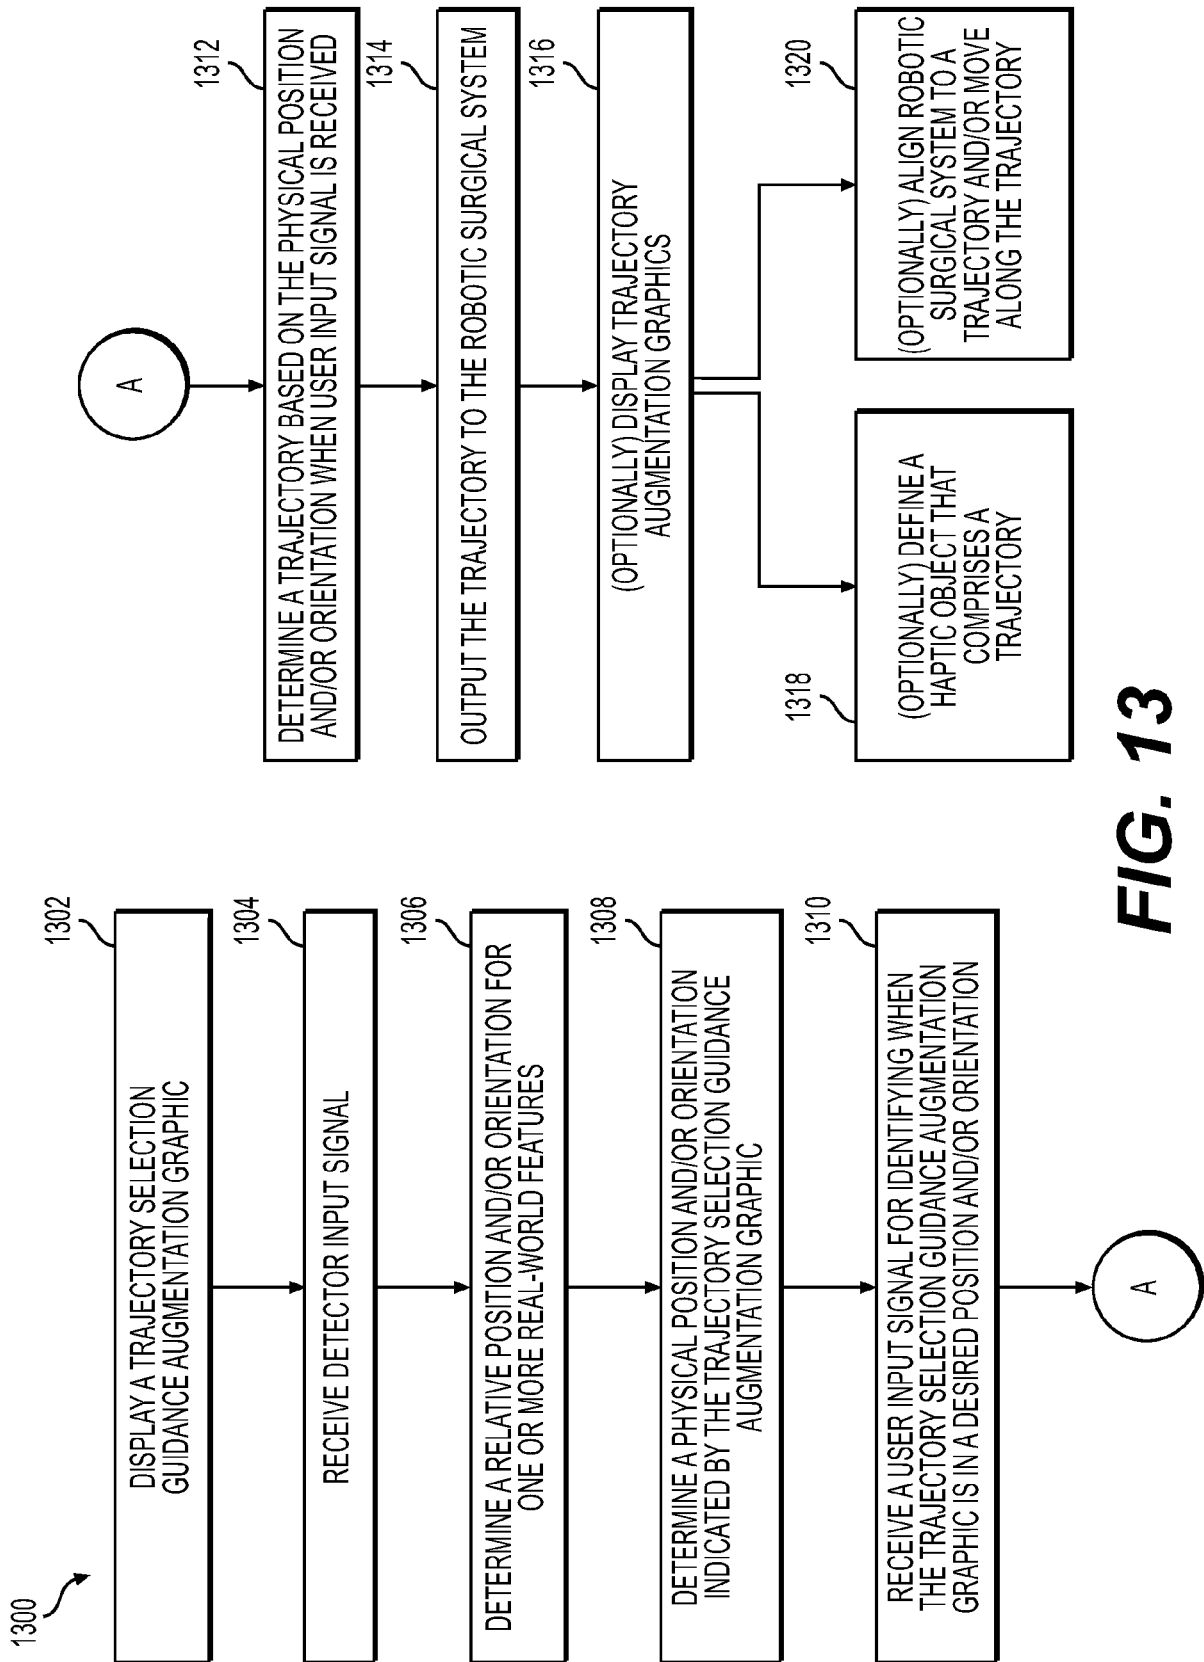 1300
1302
DISPLAY A TRAJECTORY SELECTION
GUIDANCE AUGMENTATION GRAPHIC
1304
RECEIVE DETECTOR INPUT SIGNAL
1306
DETERMINE A RELATIVE POSITION AND/OR ORIENTATION FOR
ONE OR MORE REAL-WORLD FEATURES
1308
DETERMINE A PHYSICAL POSITION AND/OR ORIENTATION
INDICATED BY THE TRAJECTORY SELECTION GUIDANCE
AUGMENTATION GRAPHIC
1310
RECEIVE A USER INPUT SIGNAL FOR IDENTIFYING WHEN
THE TRAJECTORY SELECTION GUIDANCE AUGMENTATION
GRAPHIC IS IN A DESIRED POSITION AND/OR ORIENTATION
A
A
1312
DETERMINE A TRAJECTORY BASED ON THE PHYSICAL POSITION
AND/OR ORIENTATION WHEN USER INPUT SIGNAL IS RECEIVED
1314
OUTPUT THE TRAJECTORY TO THE ROBOTIC SURGICAL SYSTEM
1316
(OPTIONALLY) DISPLAY TRAJECTORY
AUGMENTATION GRAPHICS
1318
(OPTIONALLY) DEFINE A
HAPTIC OBJECT THAT
COMPRISES A
TRAJECTORY
1320
(OPTIONALLY) ALIGN ROBOTIC
SURGICAL SYSTEM TO A
TRAJECTORY AND/OR MOVE
ALONG THE TRAJECTORY
FIG. 13